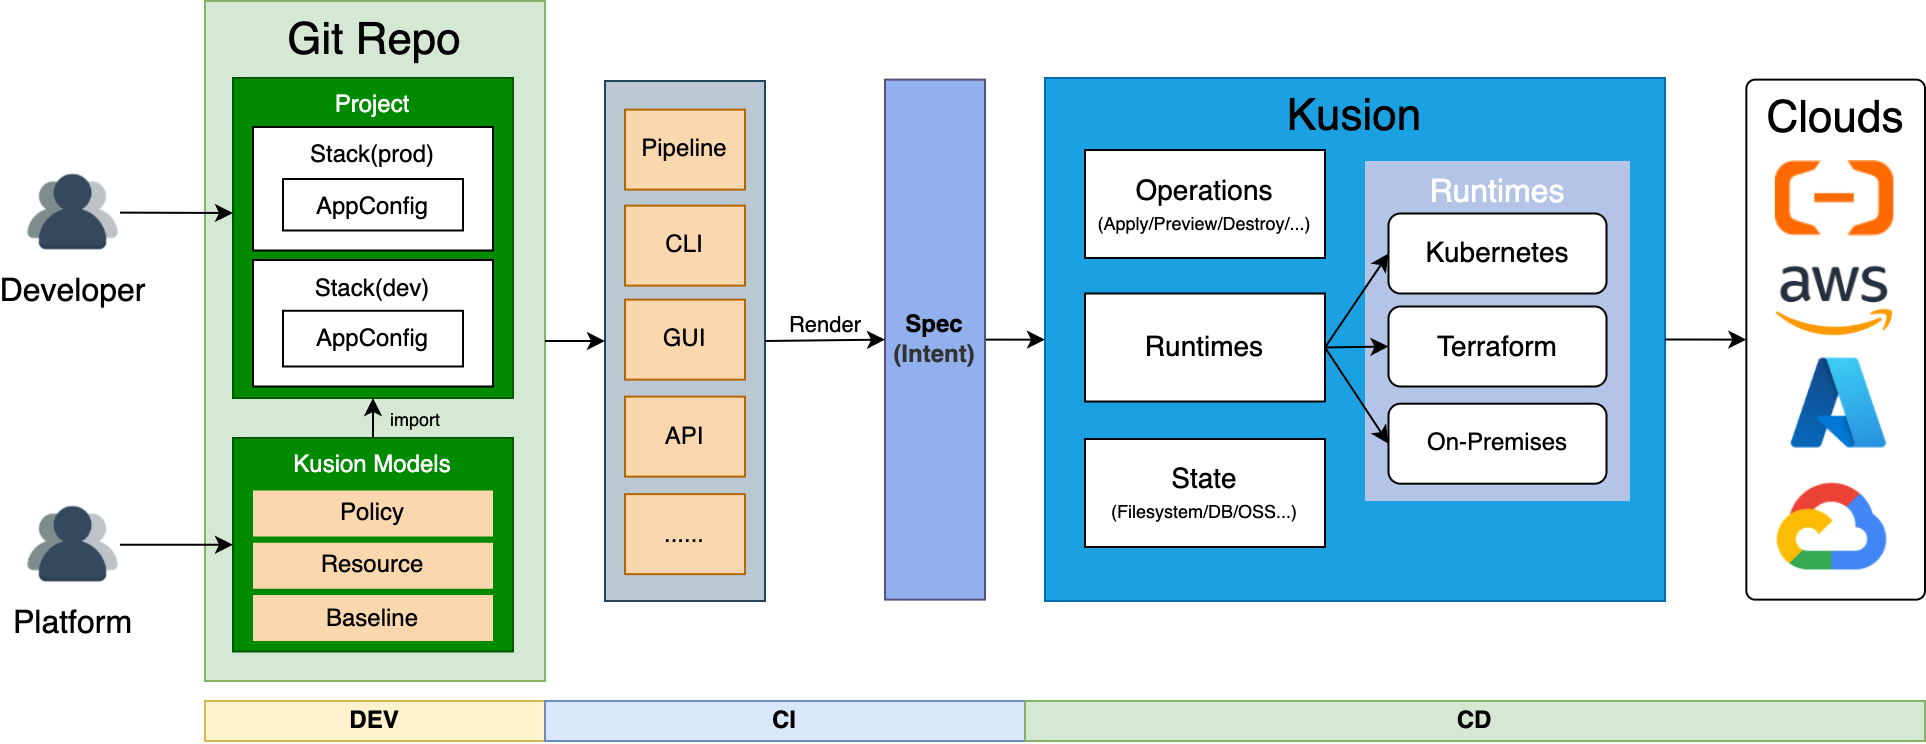 Git Repo
Project
Stack(prod)
AppConfig
Stack(dev)
AppConfig
import
Kusion Models
Policy
Resource
Baseline
Developer
Platform
Pipeline
CLI
GUI
API
......
Render
Spec
(Intent)
Kusion
Operations
(Apply/Preview/Destroy/...)
Runtimes
State
(Filesystem/DB/OSS...)
Runtimes
Kubernetes
Terraform
On-Premises
Clouds
aws
DEV
CI
CD